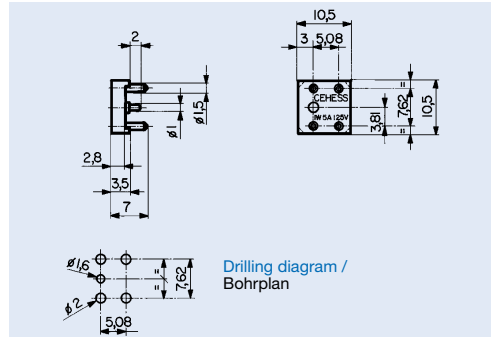 10,5
2
3 5,08
CEHESS
5A 125V
ø1
ø1,5
3,81
7,62
10,5
=
=
2,8
3,5
7
ø1,6
ø2
=
=
7,62
5,08
Drilling diagram /
Bohrplan